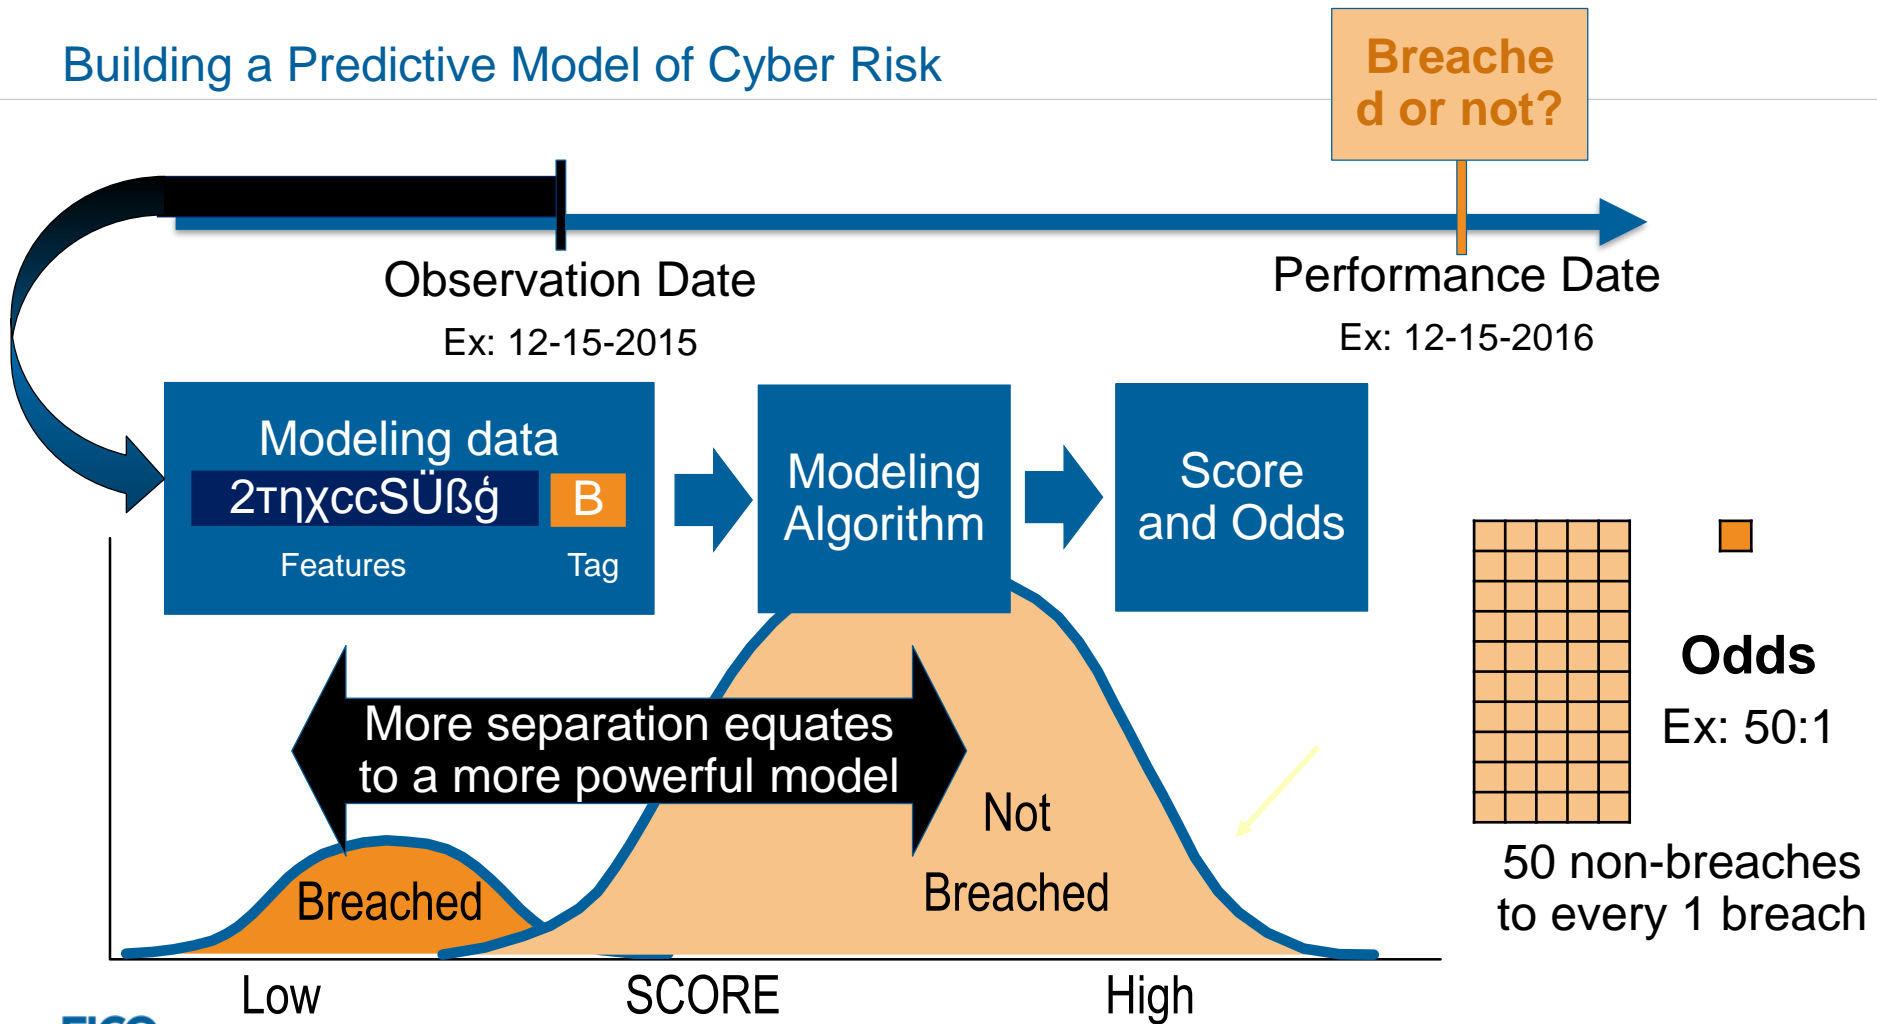 Building a Predictive Model of Cyber Risk
Breache
d or not?
Observation Date
Ex: 12-15-2015
Performance Date
Ex: 12-15-2016
Modeling data
2τηχccSÜßģ
B
Features
Tag
Modeling
Algorithm
Score
and Odds
More separation equates
to a more powerful model
Not
Breached
Breached
Odds
Ex: 50:1
50 non-breaches
to every 1 breach
Low
SCORE
High
FICO